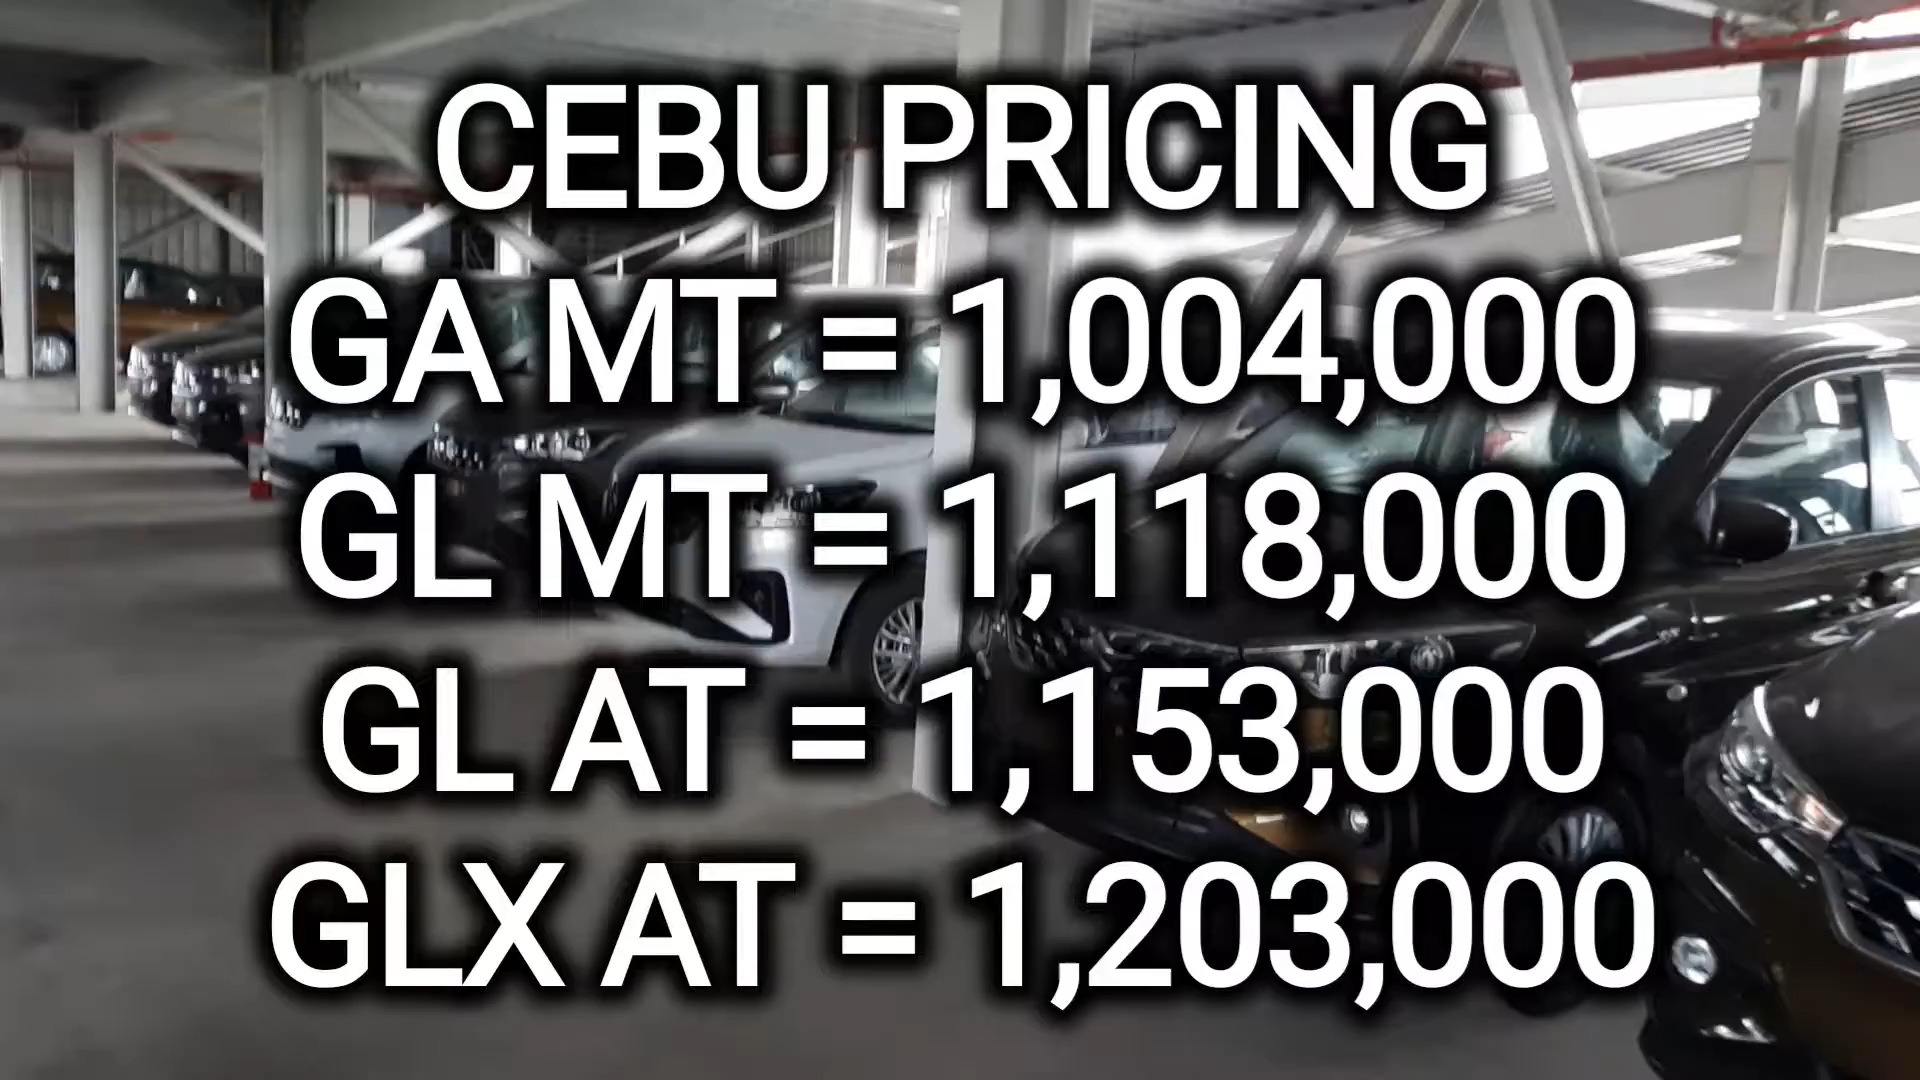 CEBU PRICING
GA MT = 1,004,000
GL MT = 1,118,000
GL AT = 1,153,000
GLX AT = 1,203,000